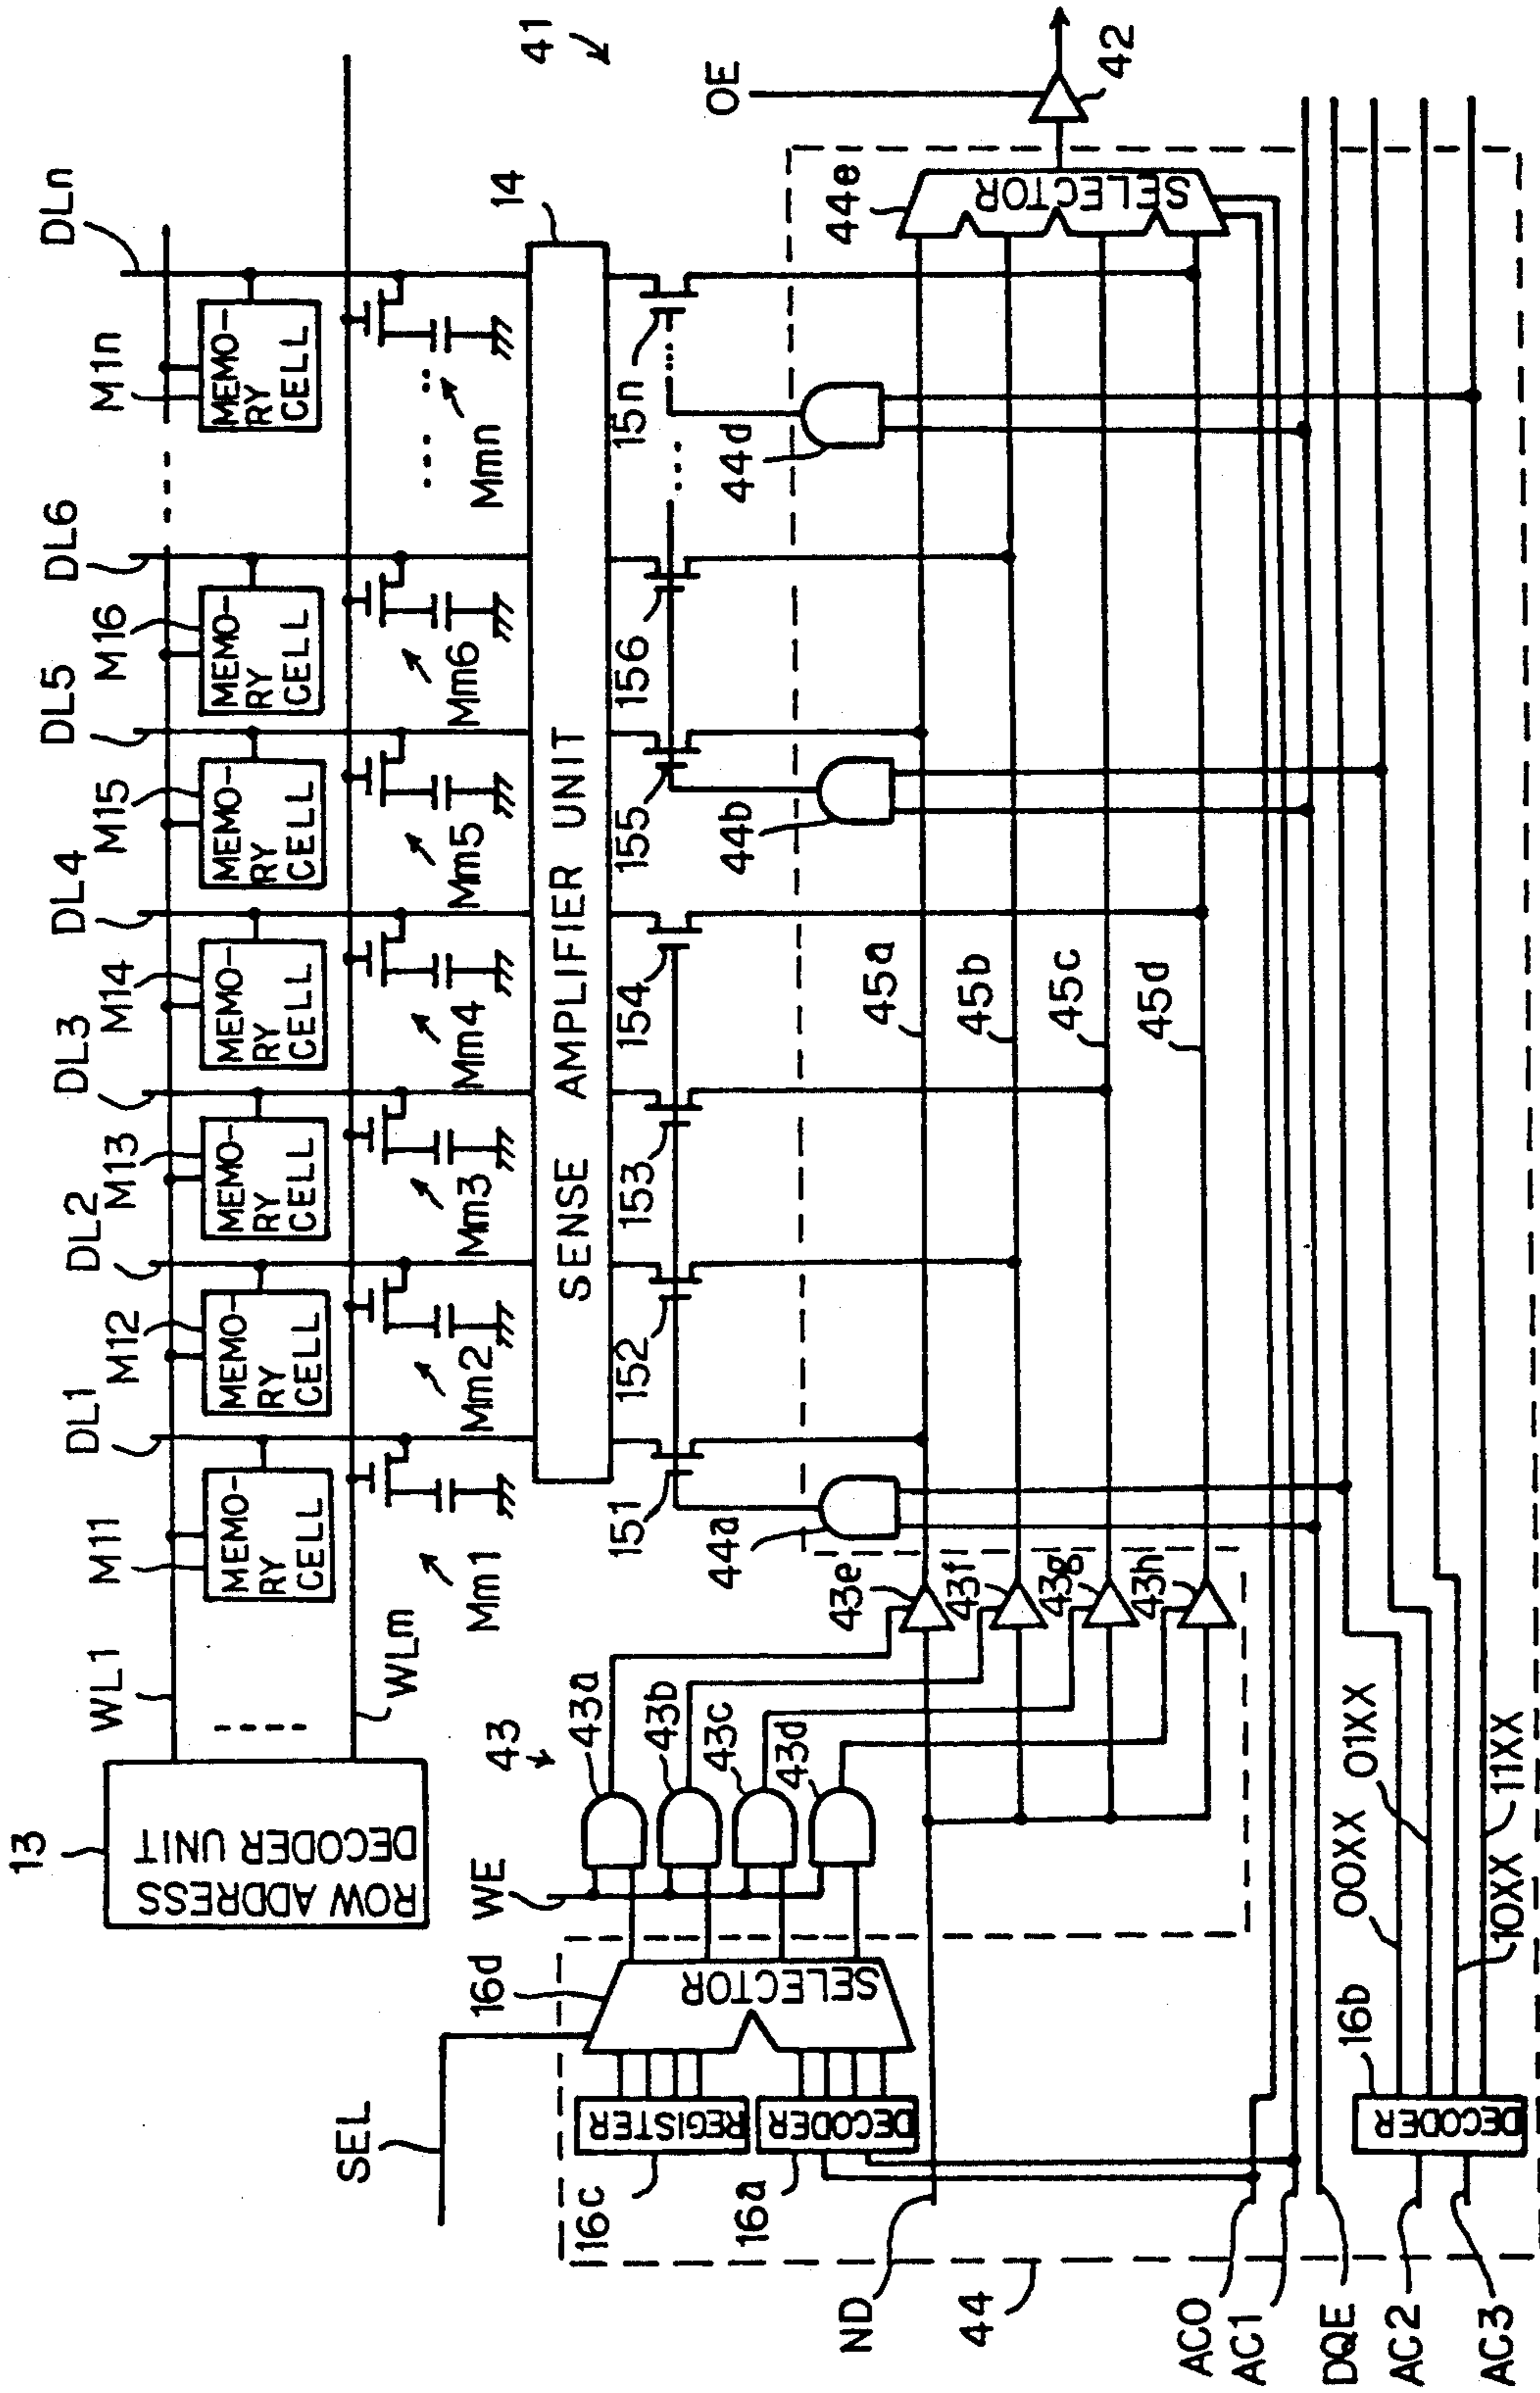 41
DLn
DL6
DL5
DL4
DL3
DL2
DL1
M1n
M16
M15
M14
M13
M12
M11
WL1
13
ROW ADDRESS
DECODER UNIT
WLm
MEMO-
RY
CELL
MEMO-
RY
CELL
MEMO-
RY
CELL
MEMO-
RY
CELL
MEMO-
RY
CELL
MEMO-
RY
CELL
MEMO-
RY
CELL
Mm1
Mm2
Mm3
Mm4
Mm5
Mm6
Mmn
14
SENSE AMPLIFIER UNIT
151
152
153
154
155
156
15n
OE
42
44a
44b
44d
44e
SELECTOR
43
43a
43b
43c
43d
43e
43f
43g
43h
45a
45b
45c
45d
WE
SEL
16d
SELECTOR
16c
REGISTER
16a
DECODER
ND
44
AC0
AC1
DQE
AC2
AC3
16b
DECODER
00XX
01XX
10XX
11XX